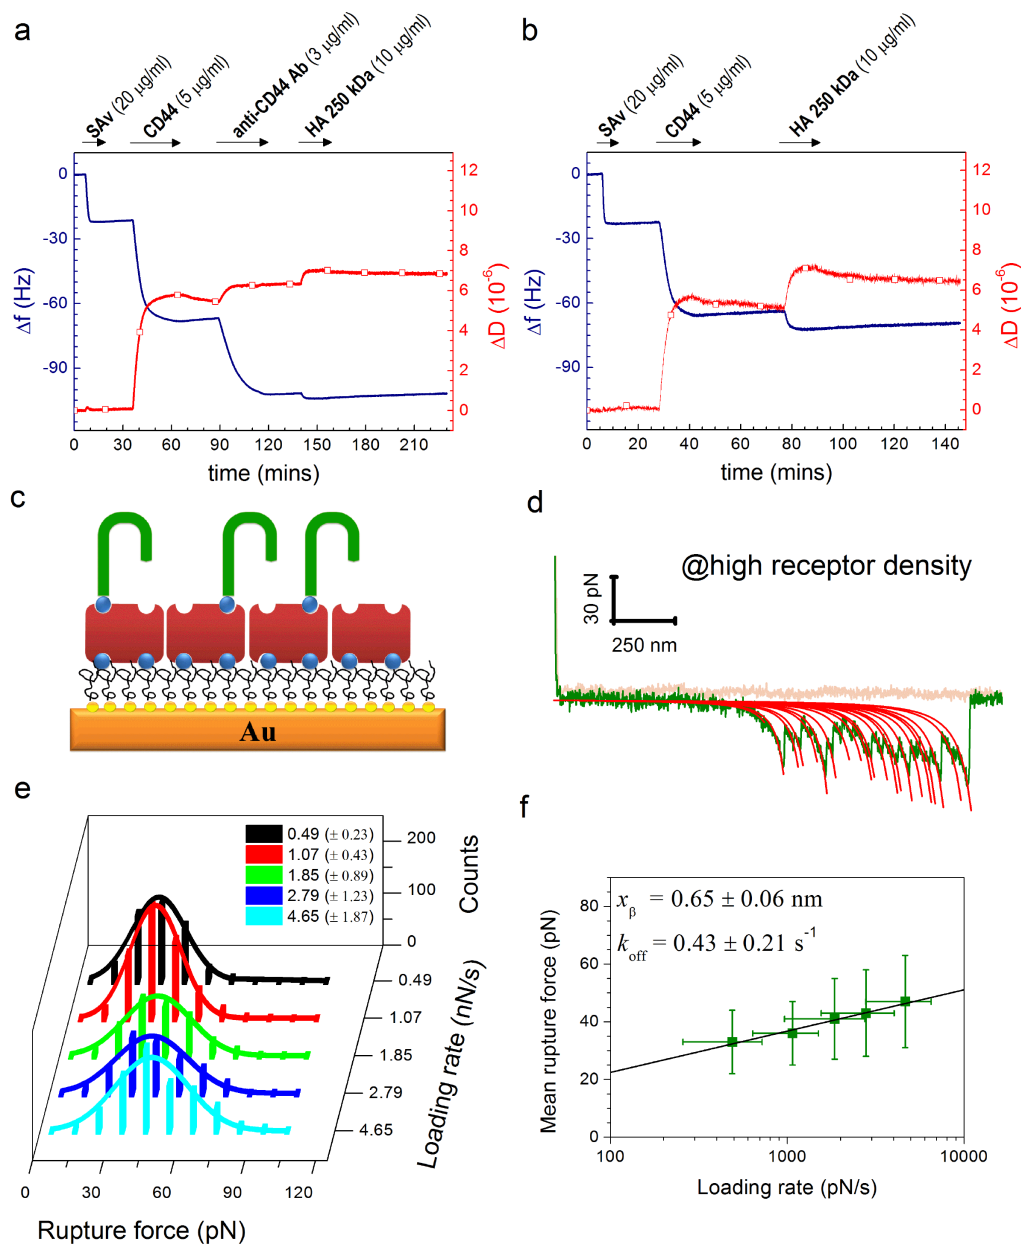 a
SAv (20 µg/ml)
CD44 (5 µg/ml)
anti-CD44 Ab (3 µg/ml)
HA 250 kDa (10 µg/ml)
0
-30
-60
-90
Δf (Hz)
12
10
8
6
4
2
0
ΔD (10⁻⁶)
0 30 60 90 120 150 180 210
time (mins)
b
SAv (20 µg/ml)
CD44 (5 µg/ml)
HA 250 kDa (10 µg/ml)
0
-30
-60
-90
Δf (Hz)
12
10
8
6
4
2
0
ΔD (10⁻⁶)
0 20 40 60 80 100 120 140
time (mins)
c
Au
d
@high receptor density
30 pN
250 nm
e
0.49 (± 0.23)
1.07 (± 0.43)
1.85 (± 0.89)
2.79 (± 1.23)
4.65 (± 1.87)
200
100
0
Counts
0.49
1.07
1.85
2.79
4.65
Loading rate (nN/s)
0 30 60 90 120
Rupture force (pN)
f
xβ = 0.65 ± 0.06 nm
koff = 0.43 ± 0.21 s⁻¹
80
60
40
20
0
Mean rupture force (pN)
100 1000 10000
Loading rate (pN/s)